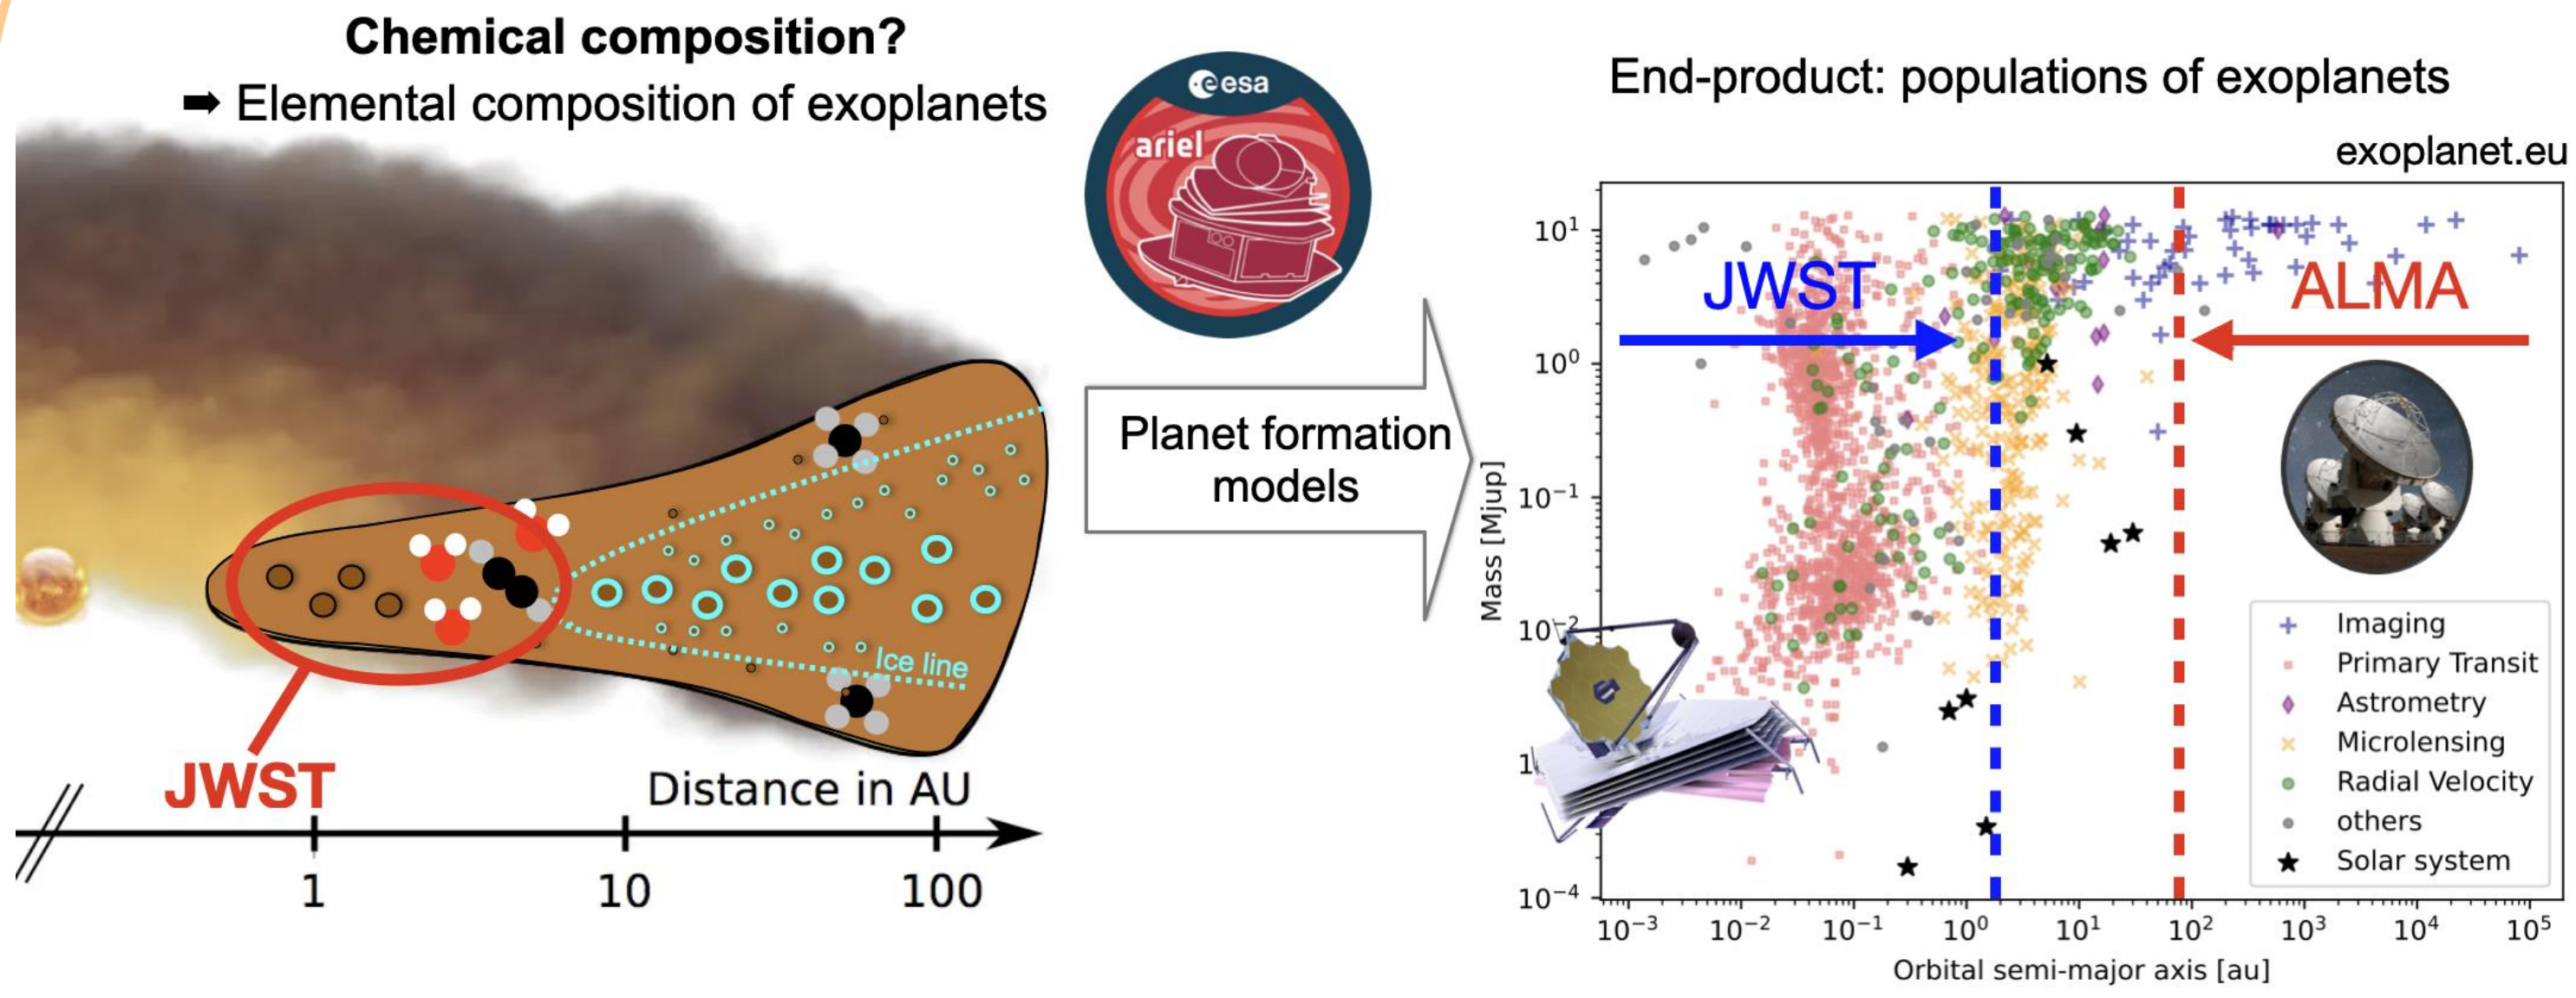 Chemical composition?
➡ Elemental composition of exoplanets
Ice line
JWST
Distance in AU
1
10
100
esa
ariel
Planet formation
models
End-product: populations of exoplanets
exoplanet.eu
JWST
ALMA
Mass [Mjup]
10¹
10⁰
10⁻¹
10⁻²
1
10⁻⁴
10⁻³
10⁻²
10⁻¹
10⁰
10¹
10²
10³
10⁴
10⁵
Orbital semi-major axis [au]
Imaging
Primary Transit
Astrometry
Microlensing
Radial Velocity
others
Solar system